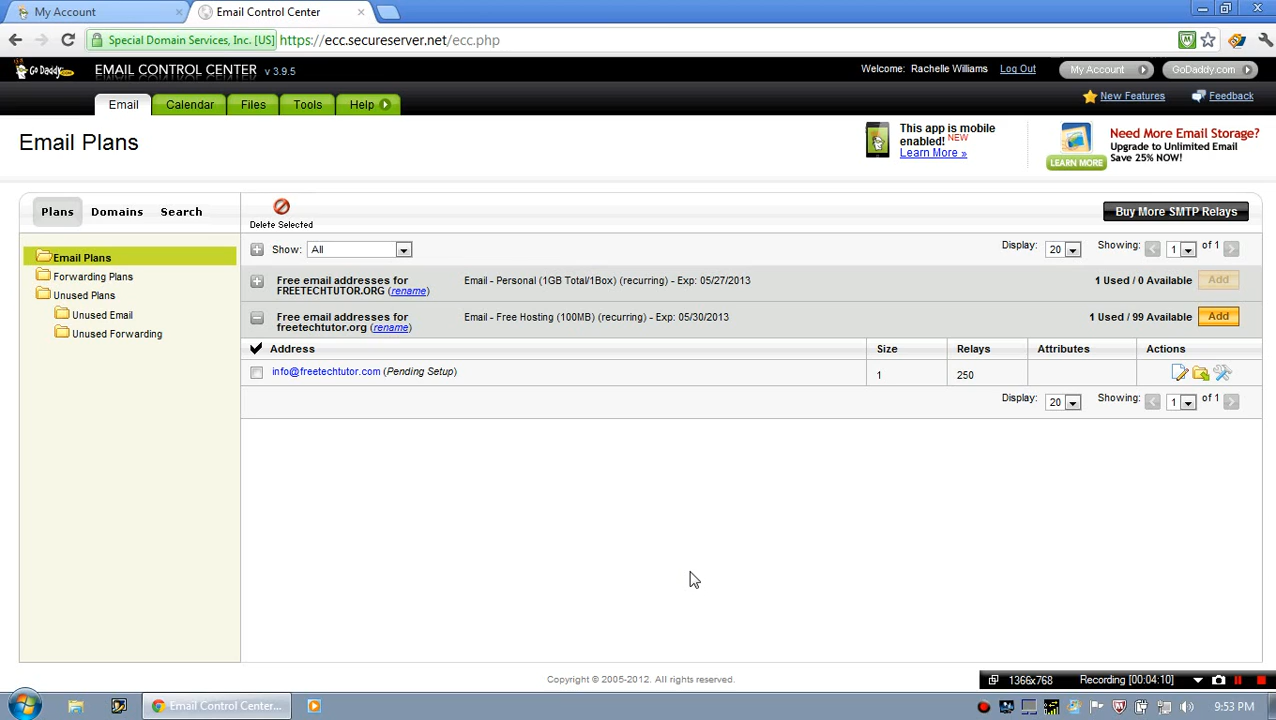 My Account
Email Control Center
Special Domain Services, Inc. [US]
https://ecc.secureserver.net/ecc.php
Go Daddy.com
EMAIL CONTROL CENTER v 3.9.5
Welcome: Rachelle Williams
Log Out
My Account
GoDaddy.com
Email
Calendar
Files
Tools
Help
New Features
Feedback
Email Plans
This app is mobile
enabled! NEW
Learn More »
LEARN MORE
Need More Email Storage?
Upgrade to Unlimited Email
Save 25% NOW!
Plans
Domains
Search
Delete Selected
Buy More SMTP Relays
Email Plans
Forwarding Plans
Unused Plans
Unused Email
Unused Forwarding
Show: All
Display: 20
Showing: 1 of 1
Free email addresses for
FREETECHTUTOR.ORG (rename)
Email - Personal (1GB Total/1Box) (recurring) - Exp: 05/27/2013
1 Used / 0 Available
Add
Free email addresses for
freetechtutor.org (rename)
Email - Free Hosting (100MB) (recurring) - Exp: 05/30/2013
1 Used / 99 Available
Add
Address
Size
Relays
Attributes
Actions
info@freetechtutor.com (Pending Setup)
1
250
Display: 20
Showing: 1 of 1
Copyright © 2005-2012. All rights reserved.
1366x768
Recording [00:04:10]
Email Control Center...
9:53 PM